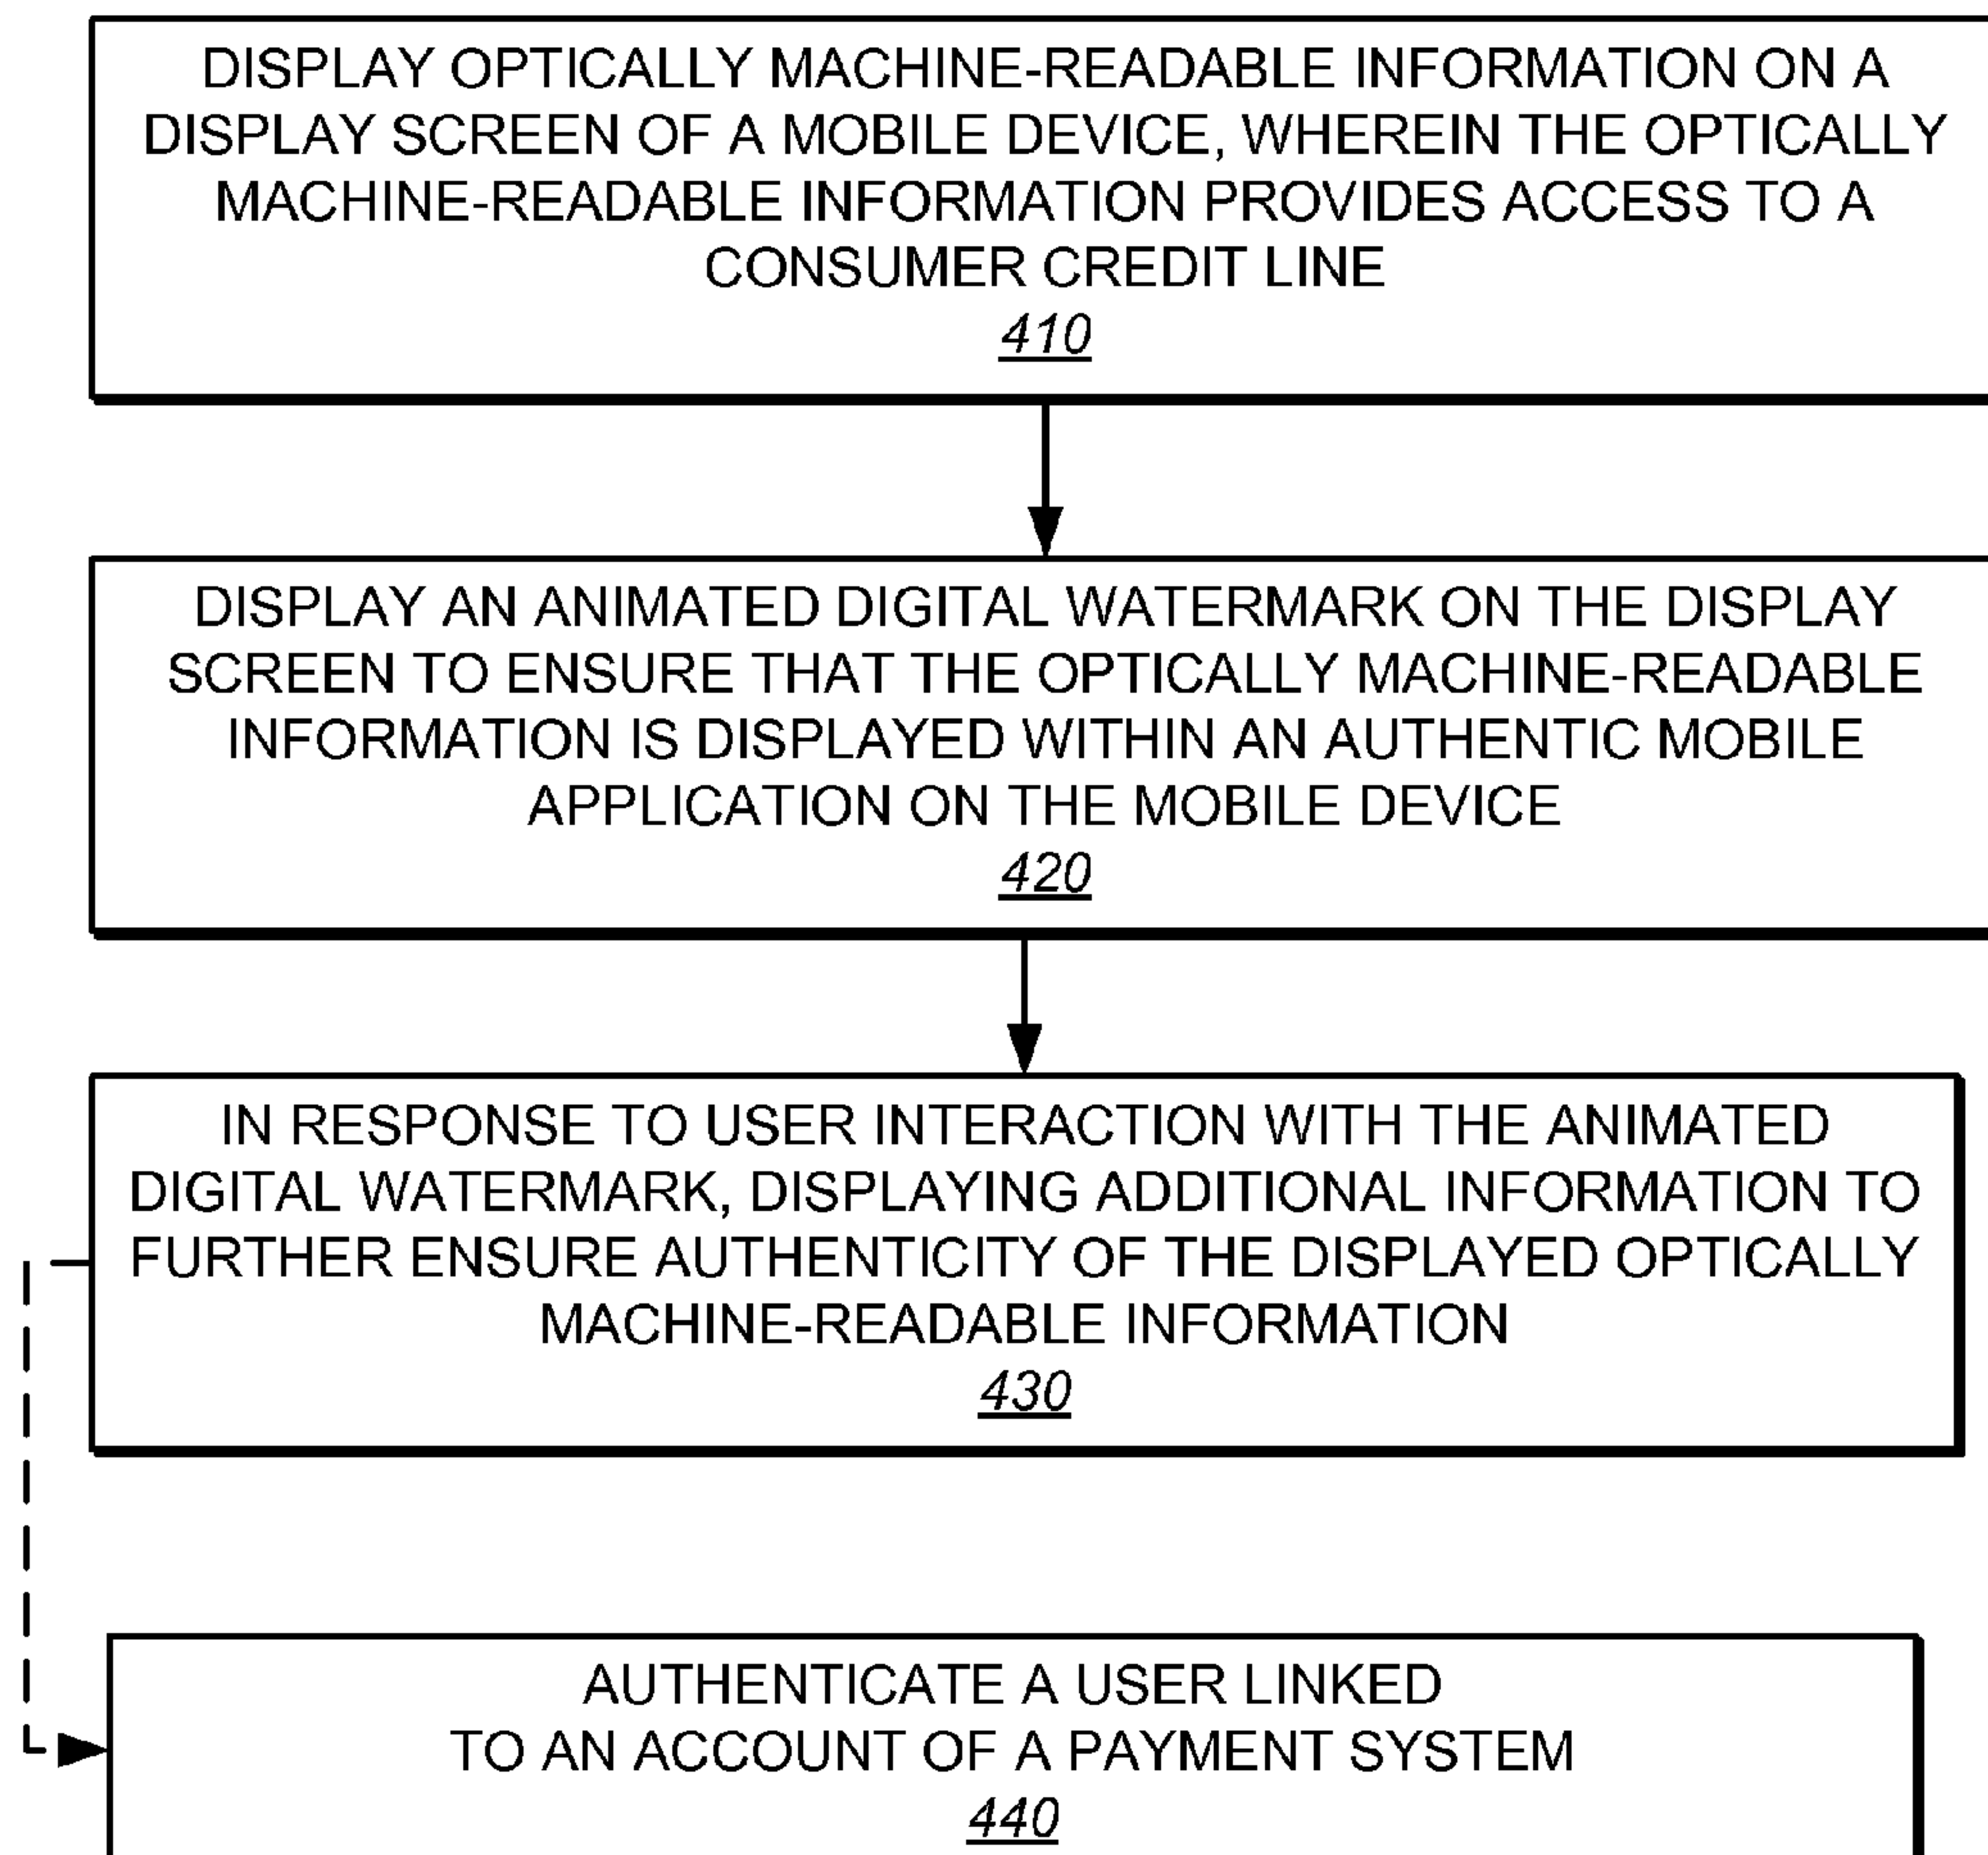 DISPLAY OPTICALLY MACHINE-READABLE INFORMATION ON A
DISPLAY SCREEN OF A MOBILE DEVICE, WHEREIN THE OPTICALLY
MACHINE-READABLE INFORMATION PROVIDES ACCESS TO A
CONSUMER CREDIT LINE
410
DISPLAY AN ANIMATED DIGITAL WATERMARK ON THE DISPLAY
SCREEN TO ENSURE THAT THE OPTICALLY MACHINE-READABLE
INFORMATION IS DISPLAYED WITHIN AN AUTHENTIC MOBILE
APPLICATION ON THE MOBILE DEVICE
420
IN RESPONSE TO USER INTERACTION WITH THE ANIMATED
DIGITAL WATERMARK, DISPLAYING ADDITIONAL INFORMATION TO
FURTHER ENSURE AUTHENTICITY OF THE DISPLAYED OPTICALLY
MACHINE-READABLE INFORMATION
430
AUTHENTICATE A USER LINKED
TO AN ACCOUNT OF A PAYMENT SYSTEM
440